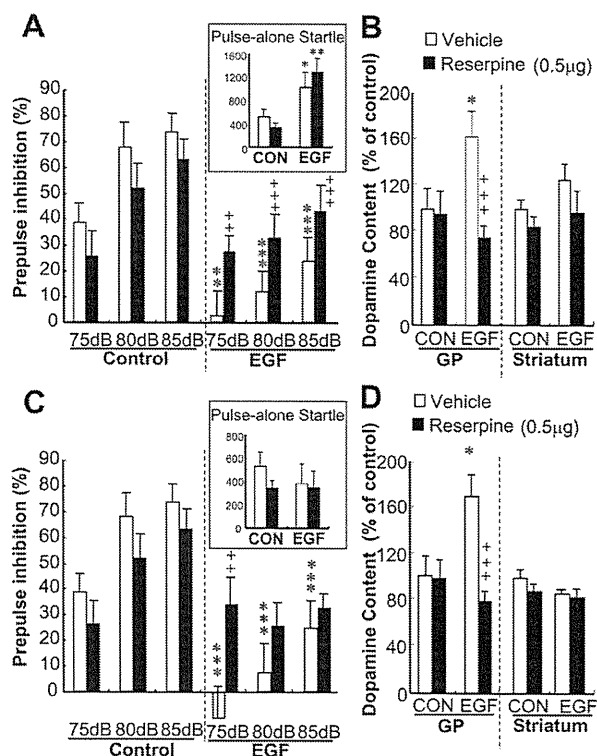 A
Pulse-alone Startle
1600
1200
800
400
0
CON EGF
* **
Prepulse inhibition (%)
90
80
70
60
50
40
30
20
10
0
** ++ *** +++ *** +++
75dB 80dB 85dB 75dB 80dB 85dB
Control EGF
B
Vehicle
Reserpine (0.5μg)
Dopamine Content (% of control)
200
160
120
80
40
0
* +++
CON EGF CON EGF
GP Striatum
C
Pulse-alone Startle
800
600
400
200
0
CON EGF
Prepulse inhibition (%)
90
80
70
60
50
40
30
20
10
0
*** ++ *** ***
75dB 80dB 85dB 75dB 80dB 85dB
Control EGF
D
Vehicle
Reserpine (0.5μg)
Dopamine Content (% of control)
200
160
120
80
40
0
* +++
CON EGF CON EGF
GP Striatum